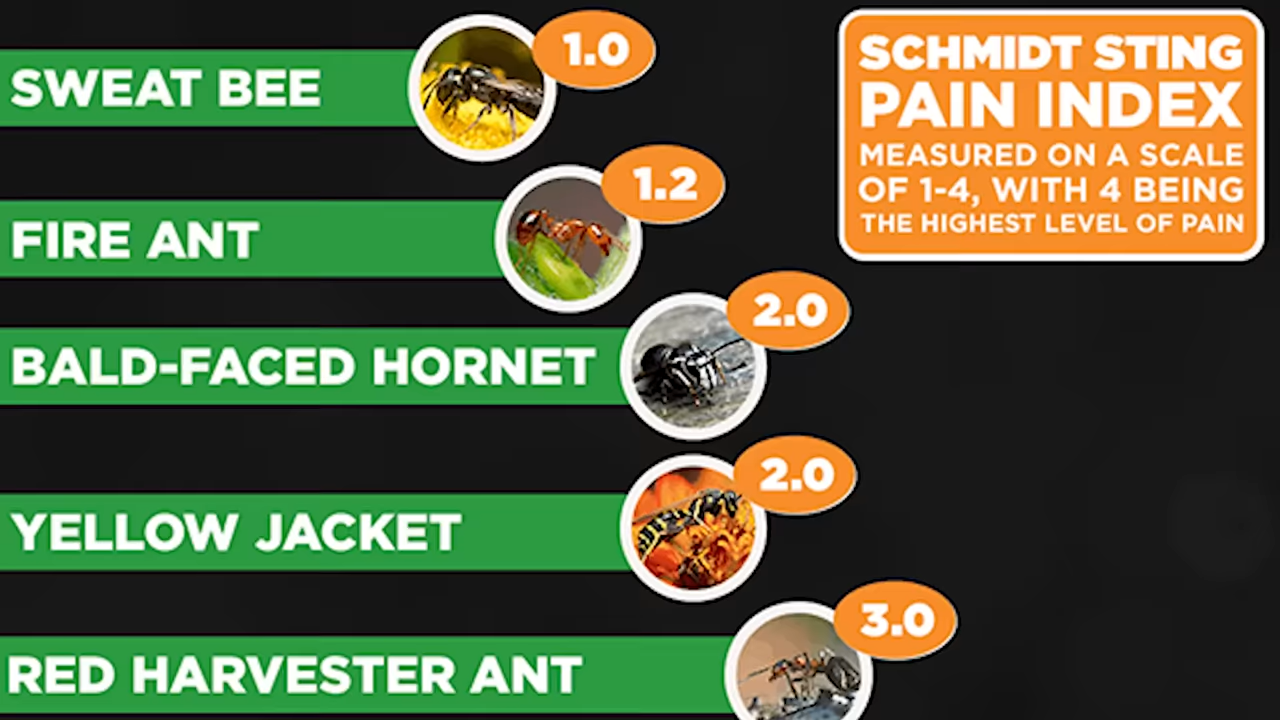 SWEAT BEE
1.0
SCHMIDT STING
PAIN INDEX
MEASURED ON A SCALE
OF 1-4, WITH 4 BEING
THE HIGHEST LEVEL OF PAIN
FIRE ANT
1.2
BALD-FACED HORNET
2.0
YELLOW JACKET
2.0
RED HARVESTER ANT
3.0